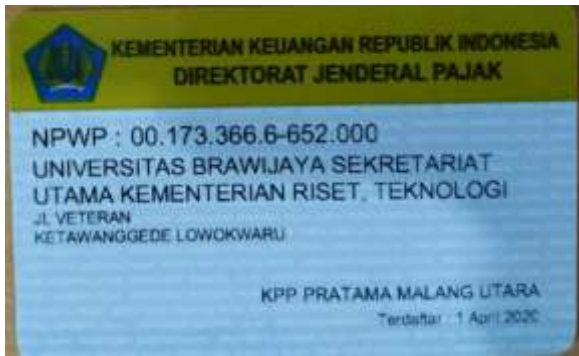 KEMENTERIAN KEUANGAN REPUBLIK INDONESIA
DIREKTORAT JENDERAL PAJAK
NPWP : 00.173.366.6-652.000
UNIVERSITAS BRAWIJAYA SEKRETARIAT
UTAMA KEMENTERIAN RISET, TEKNOLOGI
JL VETERAN
KETAWANGGEDE LOWOKWARU
KPP PRATAMA MALANG UTARA
Terdaftar : 1 April 2020